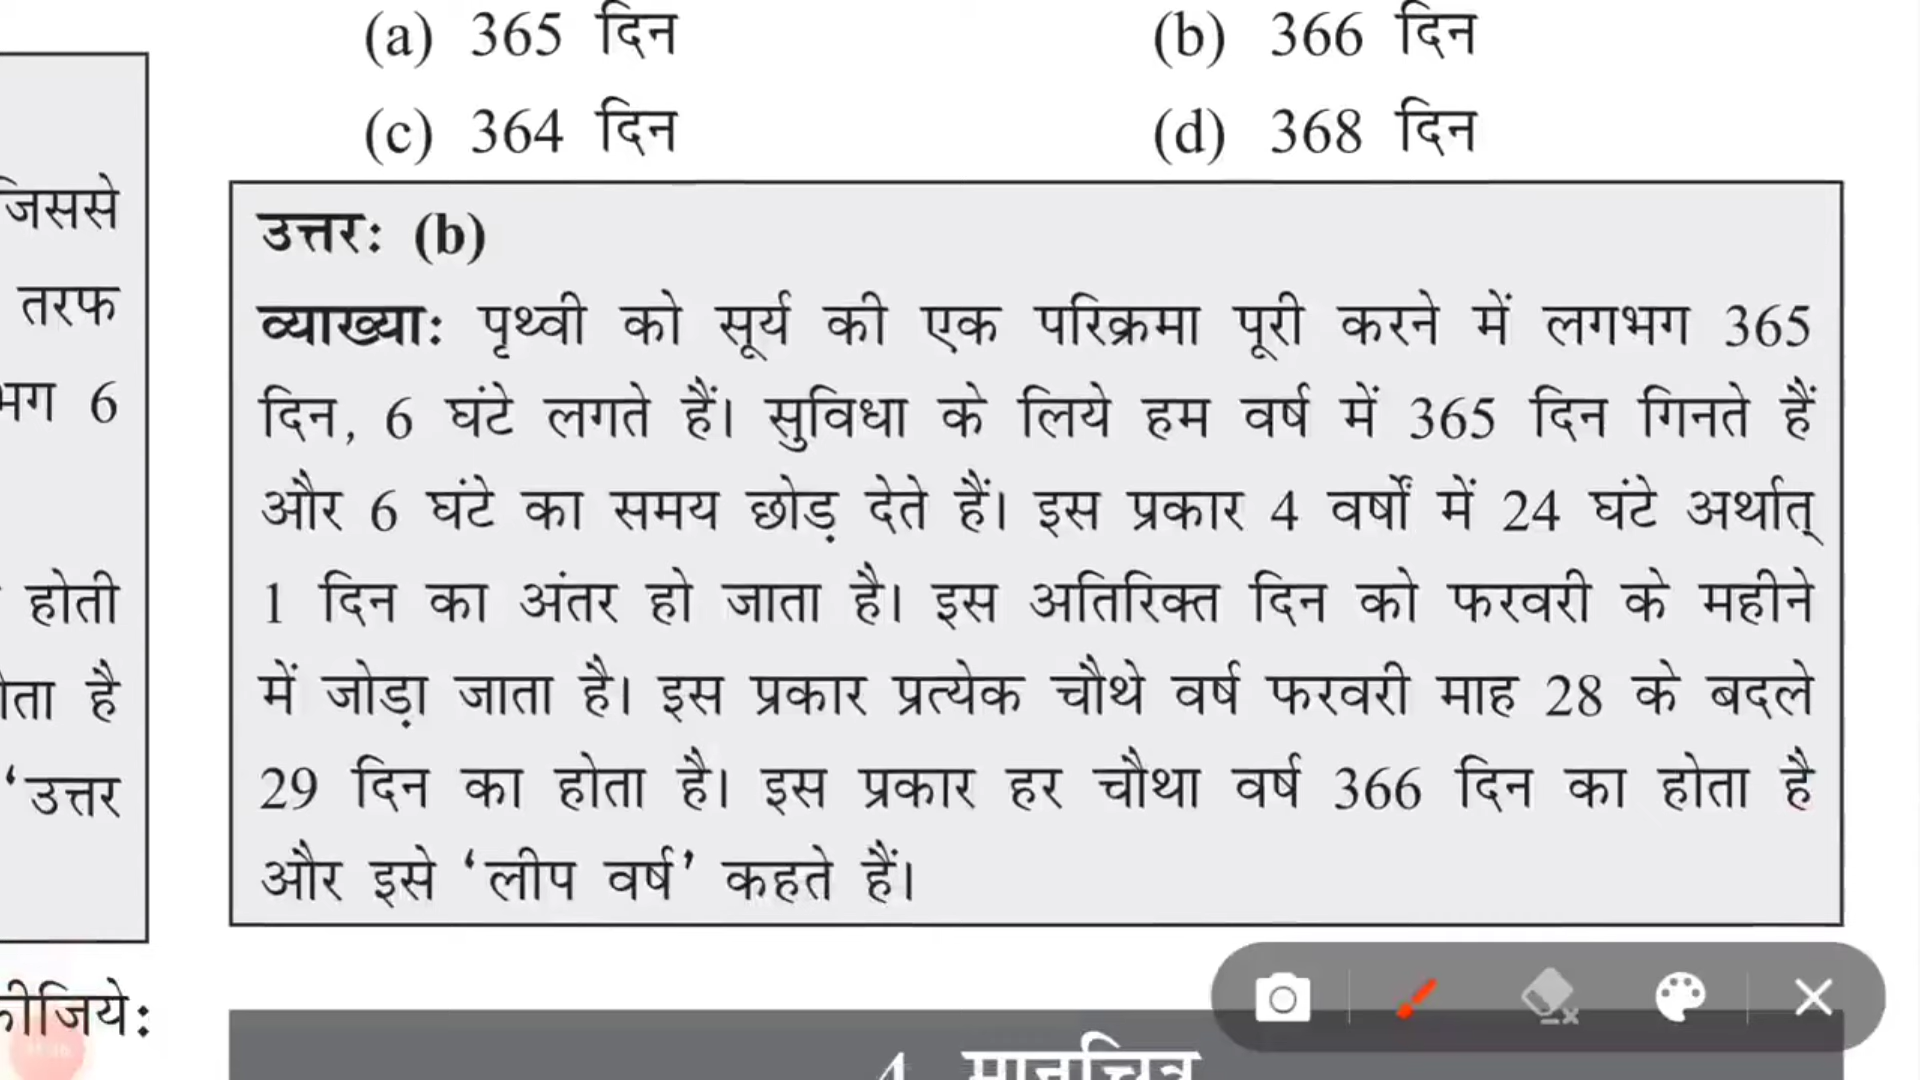 (a) 365 दिन
(b) 366 दिन
(c) 364 दिन
(d) 368 दिन
जिससे
तरफ
6
होती
है
‘उत्तर
उत्तरः (b)
व्याख्याः पृथ्वी को सूर्य की एक परिक्रमा पूरी करने में लगभग 365
दिन, 6 घंटे लगते हैं। सुविधा के लिये हम वर्ष में 365 दिन गिनते हैं
और 6 घंटे का समय छोड़ देते हैं। इस प्रकार 4 वर्षों में 24 घंटे अर्थात्
1 दिन का अंतर हो जाता है। इस अतिरिक्त दिन को फरवरी के महीने
में जोड़ा जाता है। इस प्रकार प्रत्येक चौथे वर्ष फरवरी माह 28 के बदले
29 दिन का होता है। इस प्रकार हर चौथा वर्ष 366 दिन का होता है
और इसे ‘लीप वर्ष’ कहते हैं।
4 मानचित्र